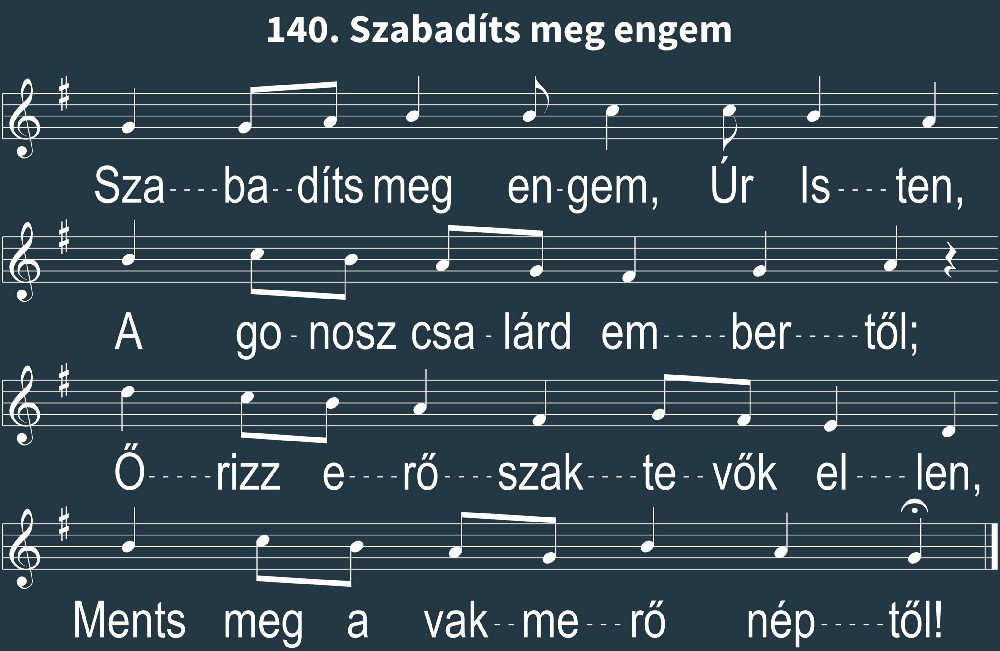 140. Szabadíts meg engem
Sza----ba--díts meg en-gem, Úr Is----ten,
A go-nosz csa-lárd em-----ber-----től;
Ő-----rizz e----rő----szak----te--vők el----len,
Ments meg a vak--me---rő nép-----től!